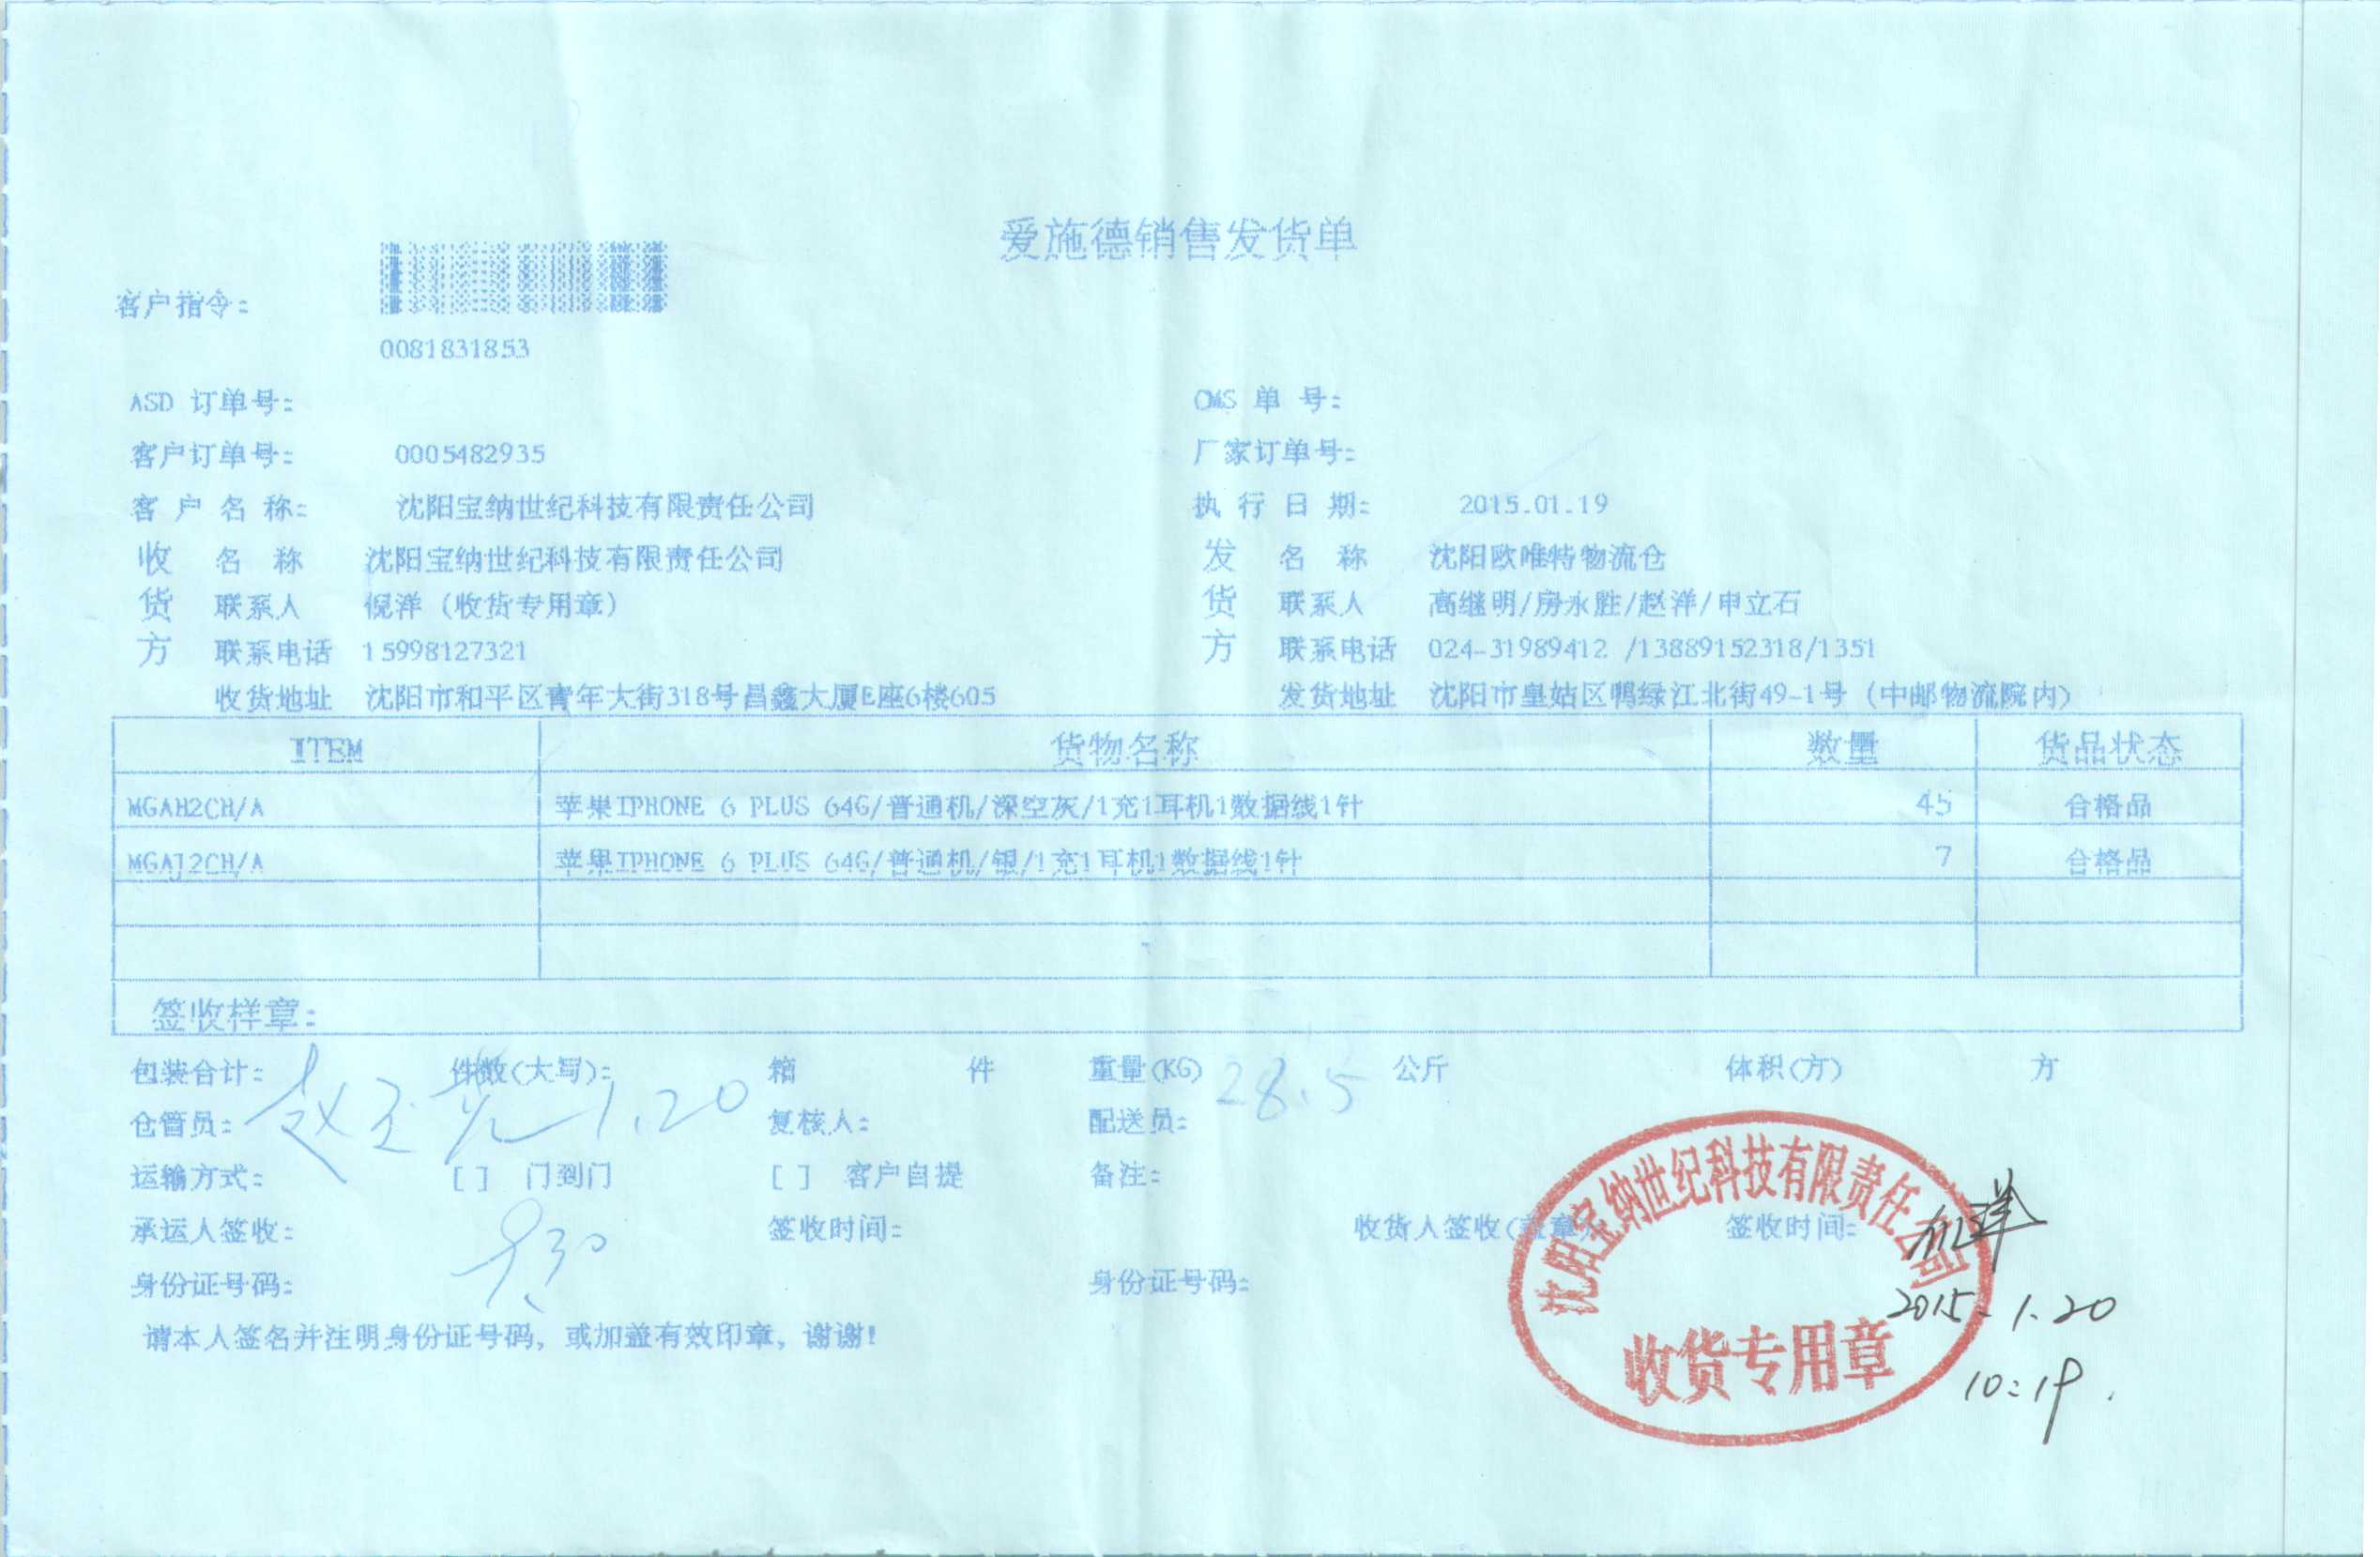 爱施德销售发货单
客户指令:
0081831853
ASD 订单号: OMS 单 号:
客户订单号: 0005482935 厂家订单号:
客 户 名 称: 沈阳宝纳世纪科技有限责任公司 执 行 日 期: 2015.01.19
收 名 称 沈阳宝纳世纪科技有限责任公司 发 名 称 沈阳欧唯特物流仓
货 联系人 倪洋（收货专用章） 货 联系人 高继明/房永胜/赵洋/申立石
方 联系电话 15998127321 方 联系电话 024-31989412 /13889152318/1351
收货地址 沈阳市和平区青年大街318号昌鑫大厦E座6楼605 发货地址 沈阳市皇姑区鸭绿江北街49-1号（中邮物流院内）
ITEM 货物名称 数量 货品状态
MGAH2CH/A 苹果IPHONE 6 PLUS 64G/普通机/深空灰/1充1耳机1数据线1针 45 合格品
MGAJ2CH/A 苹果IPHONE 6 PLUS 64G/普通机/银/1充1耳机1数据线1针 7 合格品
签收样章:
包装合计: 件数(大写): 箱 件 重量(KG) 28.5 公斤 体积(方) 方
仓管员: 1.20 复核人: 配送员:
运输方式: [ ] 门到门 [ ] 客户自提 备注:
承运人签收: 签收时间: 收货人签收(盖章): 签收时间:
身份证号码: 身份证号码:
请本人签名并注明身份证号码，或加盖有效印章，谢谢!
沈阳宝纳世纪科技有限责任公司
收货专用章
2015-1.20
10:19.